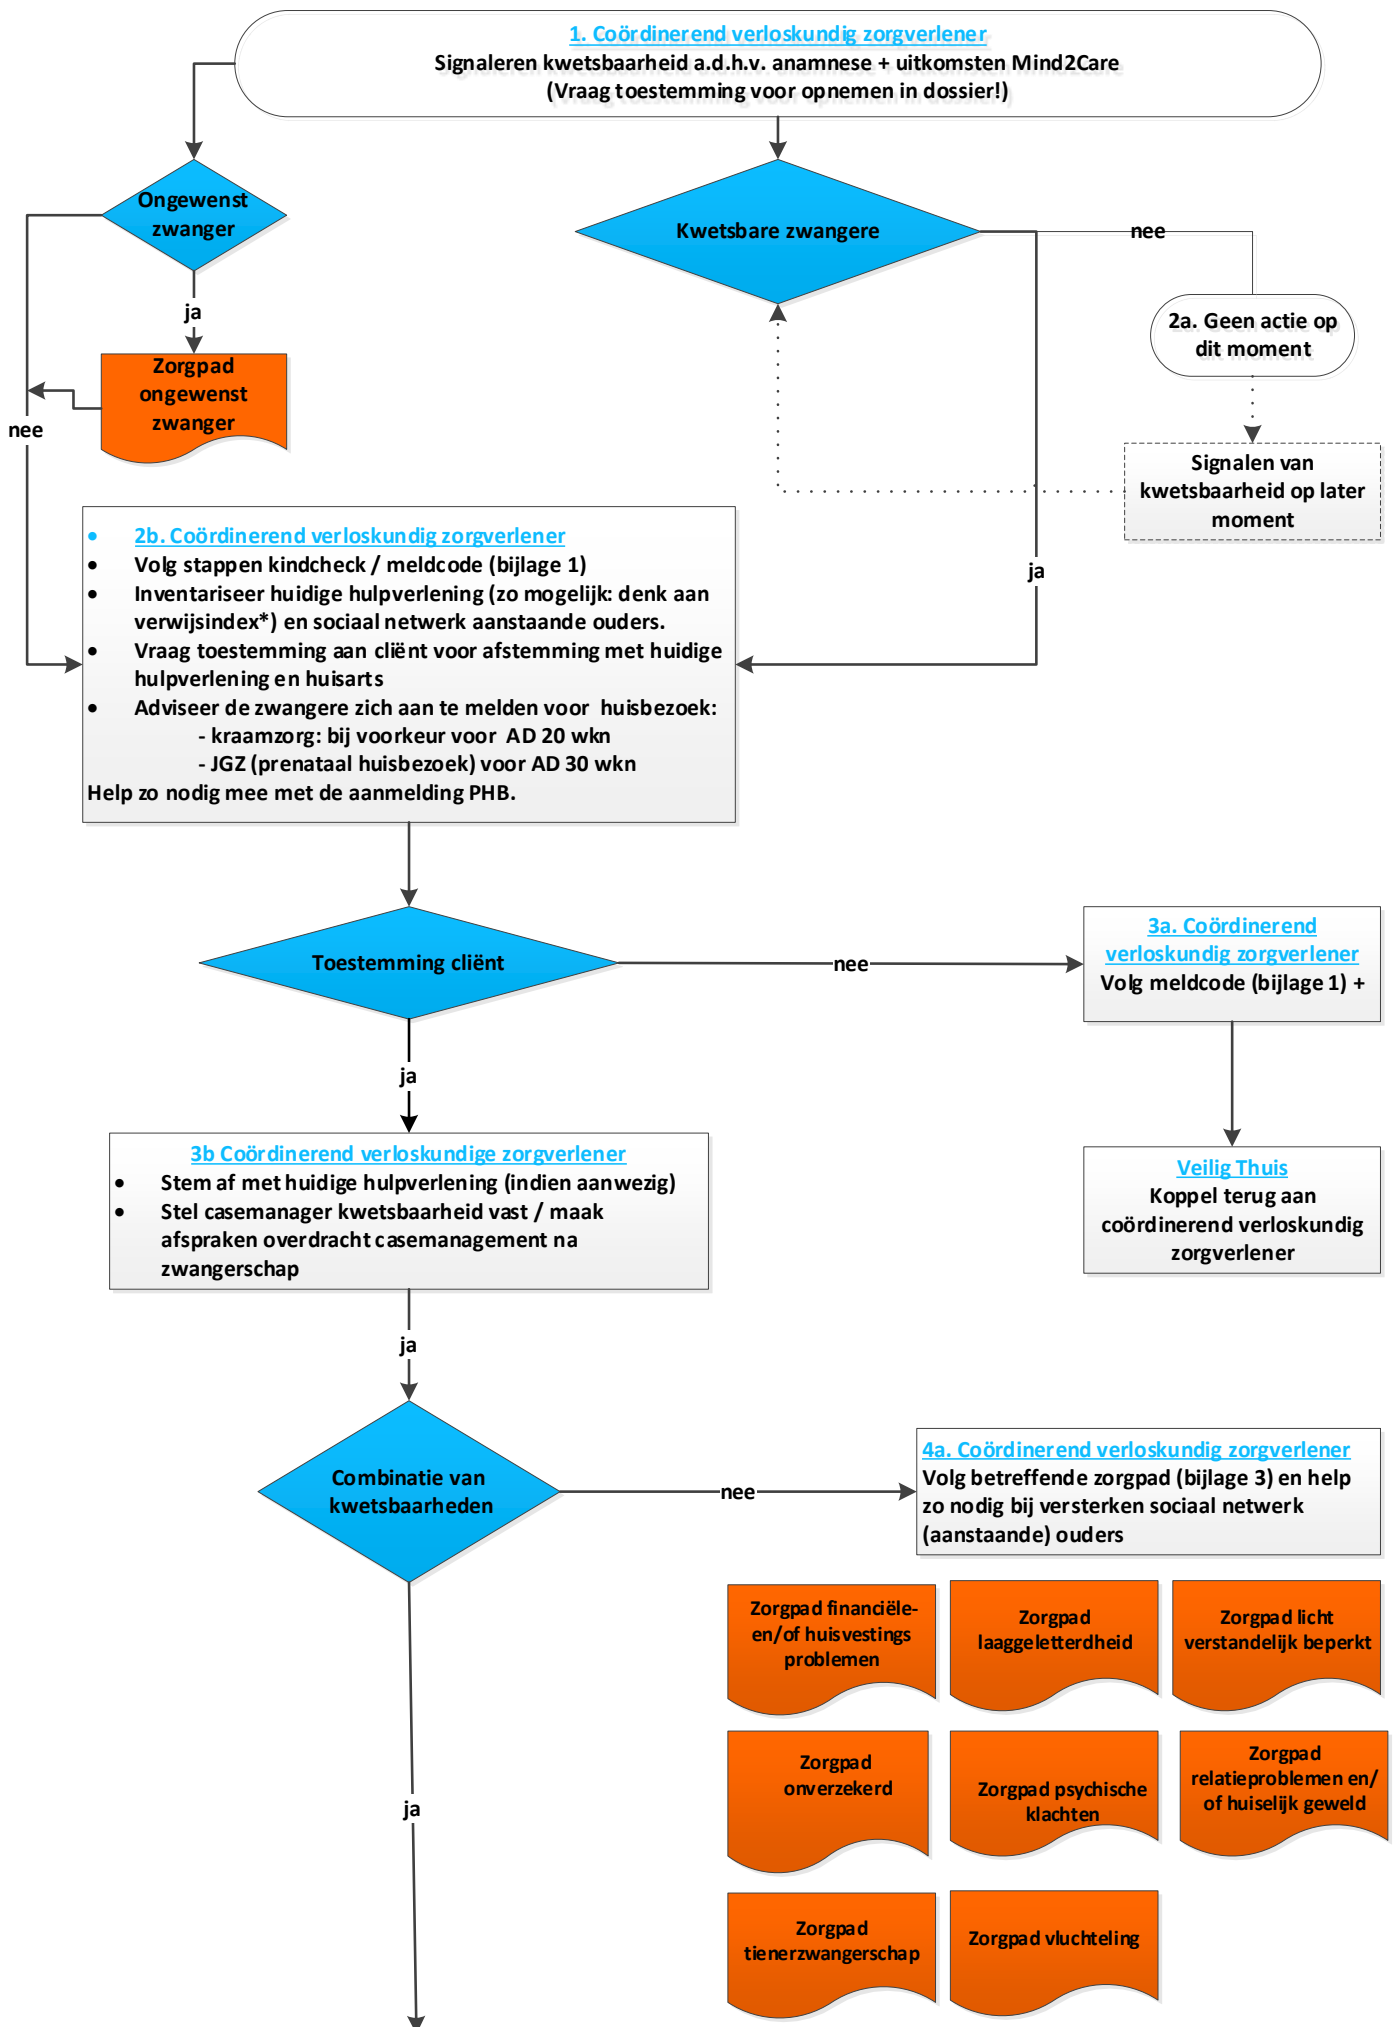 1. Coördinerend verloskundig zorgverlener
Signaleren kwetsbaarheid a.d.h.v. anamnese + uitkomsten Mind2Care
(Vraag toestemming voor opnemen in dossier!)
Ongewenst
zwanger
Kwetsbare zwangere
nee
ja
2a. Geen actie op
dit moment
Zorgpad
ongewenst
zwanger
nee
Signalen van
kwetsbaarheid op later
moment
ja
• 2b. Coördinerend verloskundig zorgverlener
• Volg stappen kindcheck / meldcode (bijlage 1)
• Inventariseer huidige hulpverlening (zo mogelijk: denk aan
verwijsindex*) en sociaal netwerk aanstaande ouders.
• Vraag toestemming aan cliënt voor afstemming met huidige
hulpverlening en huisarts
• Adviseer de zwangere zich aan te melden voor huisbezoek:
- kraamzorg: bij voorkeur voor AD 20 wkn
- JGZ (prenataal huisbezoek) voor AD 30 wkn
Help zo nodig mee met de aanmelding PHB.
Toestemming cliënt
nee
3a. Coördinerend
verloskundig zorgverlener
Volg meldcode (bijlage 1) +
ja
3b Coördinerend verloskundige zorgverlener
• Stem af met huidige hulpverlening (indien aanwezig)
• Stel casemanager kwetsbaarheid vast / maak
afspraken overdracht casemanagement na
zwangerschap
Veilig Thuis
Koppel terug aan
coördinerend verloskundig
zorgverlener
ja
Combinatie van
kwetsbaarheden
nee
4a. Coördinerend verloskundig zorgverlener
Volg betreffende zorgpad (bijlage 3) en help
zo nodig bij versterken sociaal netwerk
(aanstaande) ouders
Zorgpad financiële-
en/of huisvestings
problemen
Zorgpad
laaggeletterdheid
Zorgpad licht
verstandelijk beperkt
Zorgpad
onverzekerd
Zorgpad psychische
klachten
Zorgpad
relatieproblemen en/
of huiselijk geweld
ja
Zorgpad
tienerzwangerschap
Zorgpad vluchteling